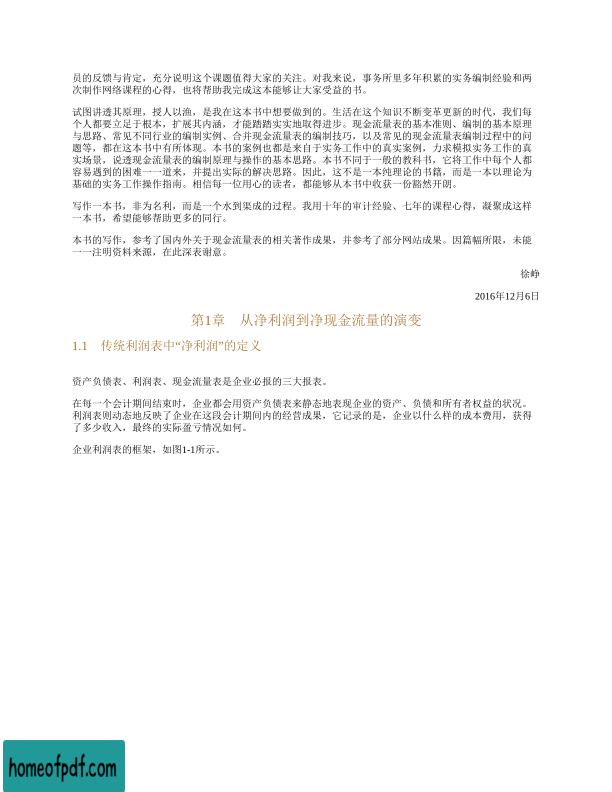 员的反馈与肯定，充分说明这个课题值得大家的关注。对我来说，事务所里多年积累的实务编制经验和两
次制作网络课程的心得，也将帮助我完成这本能够让大家受益的书。
试图讲透其原理，授人以渔，是我在这本书中想要做到的。生活在这个知识不断变革更新的时代，我们每
个人都要立足于根本，扩展其内涵，才能踏踏实实地取得进步。现金流量表的基本准则、编制的基本原理
与思路、常见不同行业的编制实例、合并现金流量表的编制技巧，以及常见的现金流量表编制过程中的问
题等，都在这本书中有所体现。本书的案例也都是来自于实务工作中的真实案例，力求模拟实务工作的真
实场景，说透现金流量表的编制原理与操作的基本思路。本书不同于一般的教科书，它将工作中每个人都
容易遇到的困难一一道来，并提出实际的解决思路。因此，这不是一本纯理论的书籍，而是一本以理论为
基础的实务工作操作指南。相信每一位用心的读者，都能够从本书中收获一份豁然开朗。
写作一本书，非为名利，而是一个水到渠成的过程。我用十年的审计经验、七年的课程心得，凝聚成这样
一本书，希望能够帮助更多的同行。
本书的写作，参考了国内外关于现金流量表的相关著作成果，并参考了部分网站成果。因篇幅所限，未能
一一注明资料来源，在此深表谢意。
徐峥
2016年12月6日
第1章 从净利润到净现金流量的演变
1.1 传统利润表中“净利润”的定义
资产负债表、利润表、现金流量表是企业必报的三大报表。
在每一个会计期间结束时，企业都会用资产负债表来静态地表现企业的资产、负债和所有者权益的状况。
利润表则动态地反映了企业在这段会计期间内的经营成果，它记录的是，企业以什么样的成本费用，获得
了多少收入，最终的实际盈亏情况如何。
企业利润表的框架，如图1-1所示。
homeofpdf.com